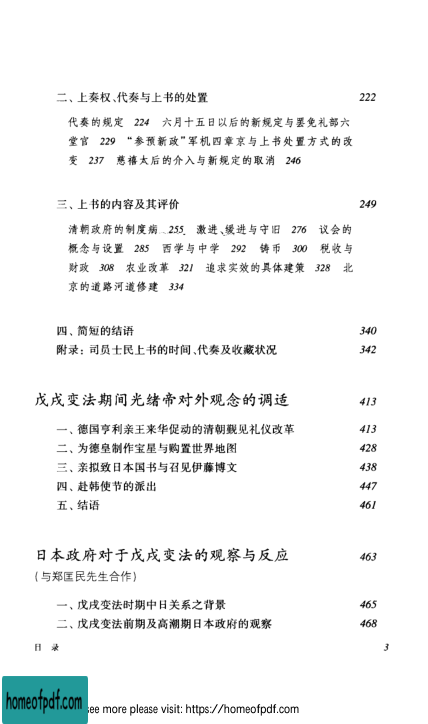 二、上奏权、代奏与上书的处置 222
代奏的规定 224 六月十五日以后的新规定与罢免礼部六
堂官 229 “参预新政”军机四章京与上书处置方式的改
变 237 慈禧太后的介入与新规定的取消 246
三、上书的内容及其评价 249
清朝政府的制度病 255 激进、缓进与守旧 276 议会的
概念与设置 285 西学与中学 292 铸币 300 税收与
财政 308 农业改革 321 追求实效的具体建策 328 北
京的道路河道修建 334
四、简短的结语 340
附录:司员士民上书的时间、代奏及收藏状况 342
戊戌变法期间光绪帝对外观念的调适 413
一、德国亨利亲王来华促动的清朝觐见礼仪改革 413
二、为德皇制作宝星与购置世界地图 428
三、亲拟致日本国书与召见伊藤博文 438
四、赴韩使节的派出 447
五、结语 461
日本政府对于戊戌变法的观察与反应 463
(与郑匡民先生合作)
一、戊戌变法时期中日关系之背景 465
二、戊戌变法前期及高潮期日本政府的观察 468
目 录 3
homeofpdf.com
see more please visit: https://homeofpdf.com